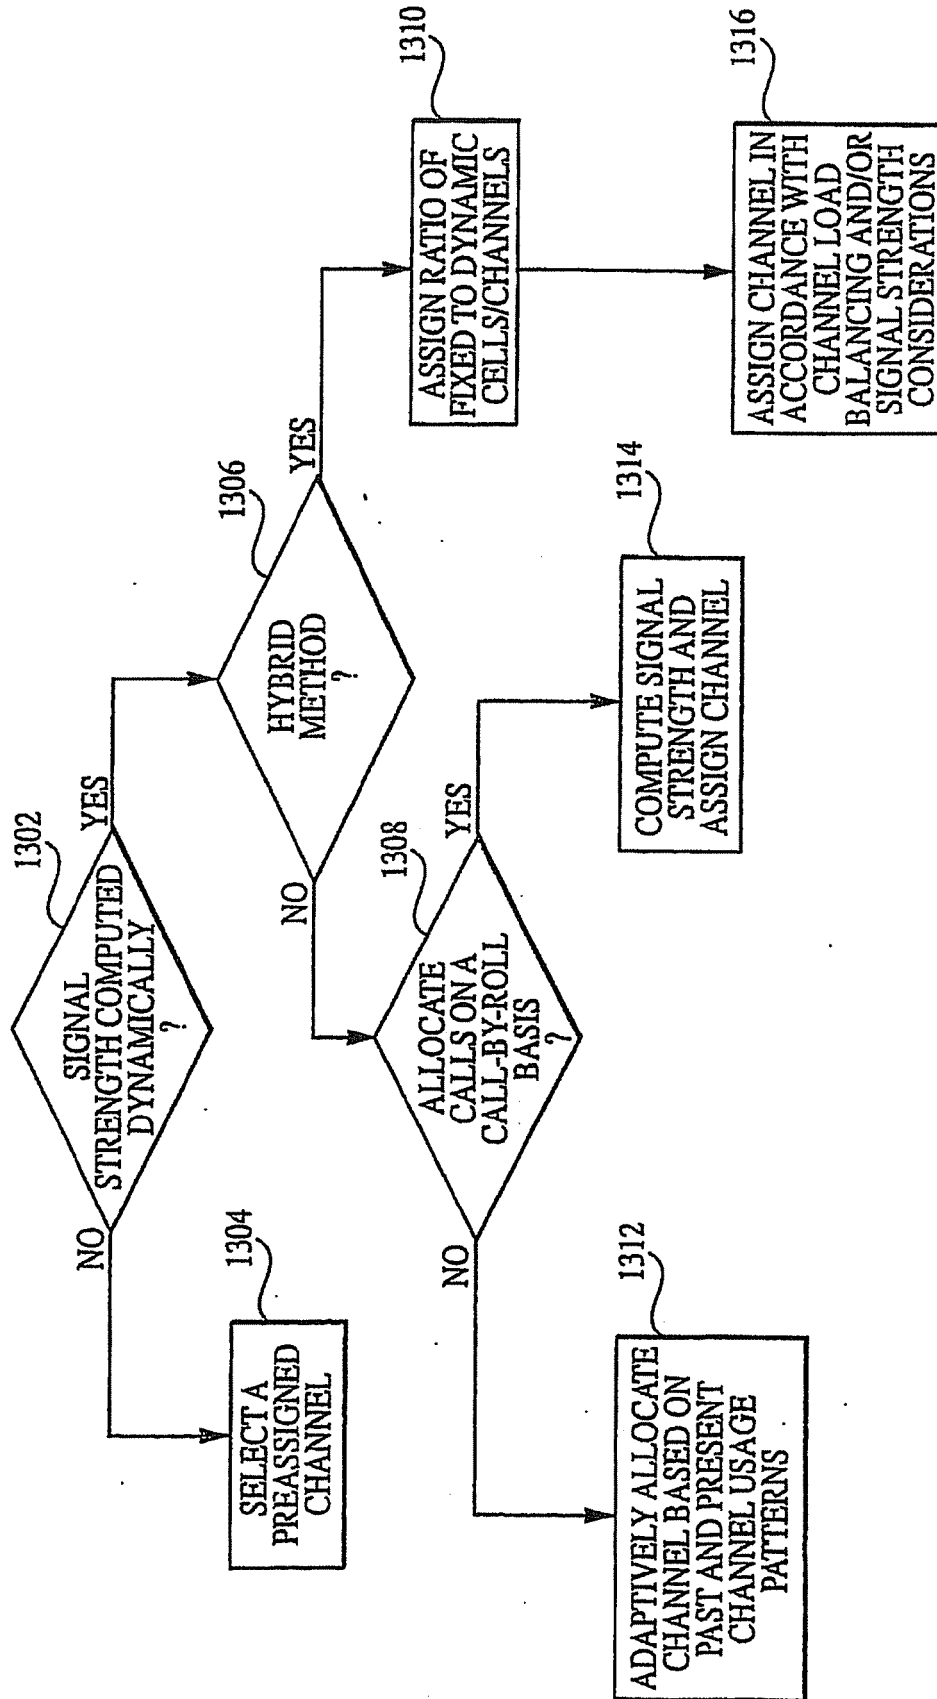 1302
SIGNAL
STRENGTH COMPUTED
DYNAMICALLY
?
NO
YES
1304
SELECT A
PREASSIGNED
CHANNEL
1306
HYBRID
METHOD
?
NO
YES
1308
ALLOCATE
CALLS ON A
CALL-BY-ROLL
BASIS
?
NO
YES
1310
ASSIGN RATIO OF
FIXED TO DYNAMIC
CELLS/CHANNELS
1312
ADAPTIVELY ALLOCATE
CHANNEL BASED ON
PAST AND PRESENT
CHANNEL USAGE
PATTERNS
1314
COMPUTE SIGNAL
STRENGTH AND
ASSIGN CHANNEL
1316
ASSIGN CHANNEL IN
ACCORDANCE WITH
CHANNEL LOAD
BALANCING AND/OR
SIGNAL STRENGTH
CONSIDERATIONS